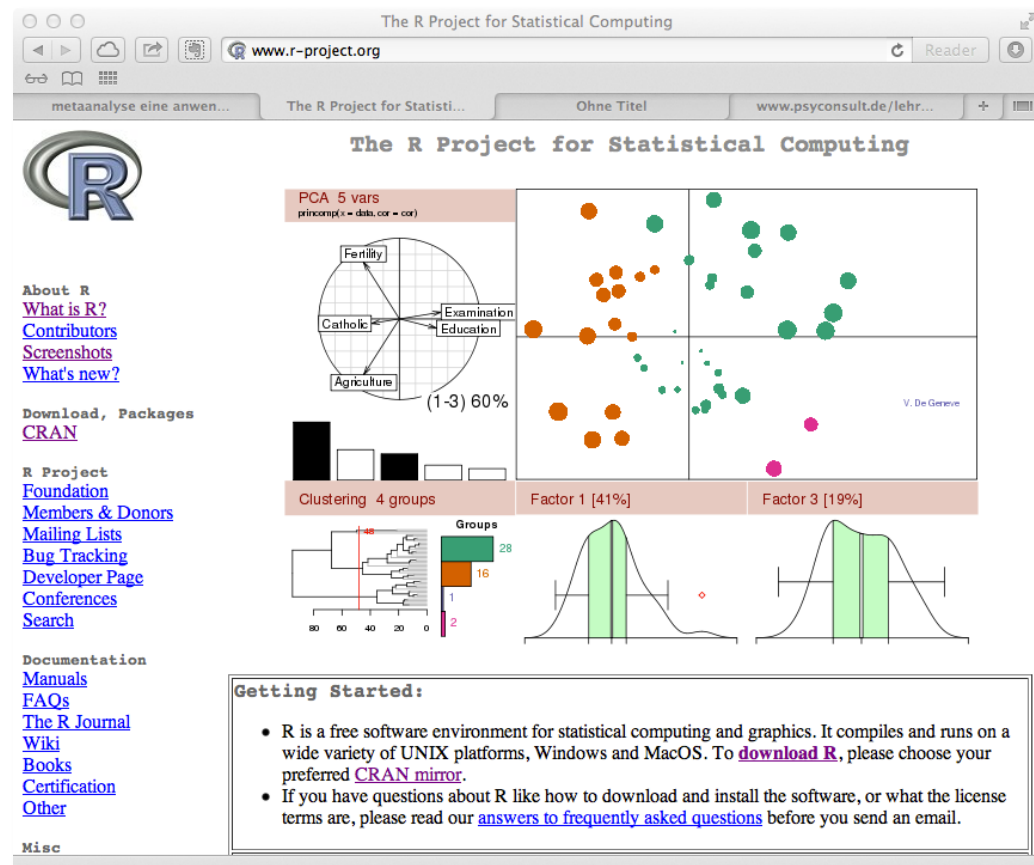 The R Project for Statistical Computing
www.r-project.org
Reader
metaanalyse eine anwen...
The R Project for Statisti...
Ohne Titel
www.psyconsult.de/lehr...
R
The R Project for Statistical Computing
PCA 5 vars
princomp(x = data, cor = cor)
Fertility
Catholic
Examination
Education
Agriculture
(1-3) 60%
V. De Geneve
Clustering 4 groups
Factor 1 [41%]
Factor 3 [19%]
48
Groups
28
16
1
2
80 60 40 20 0
About R
What is R?
Contributors
Screenshots
What's new?
Download, Packages
CRAN
R Project
Foundation
Members & Donors
Mailing Lists
Bug Tracking
Developer Page
Conferences
Search
Documentation
Manuals
FAQs
The R Journal
Wiki
Books
Certification
Other
Misc
Getting Started:
R is a free software environment for statistical computing and graphics. It compiles and runs on a
wide variety of UNIX platforms, Windows and MacOS. To download R, please choose your
preferred CRAN mirror.
If you have questions about R like how to download and install the software, or what the license
terms are, please read our answers to frequently asked questions before you send an email.